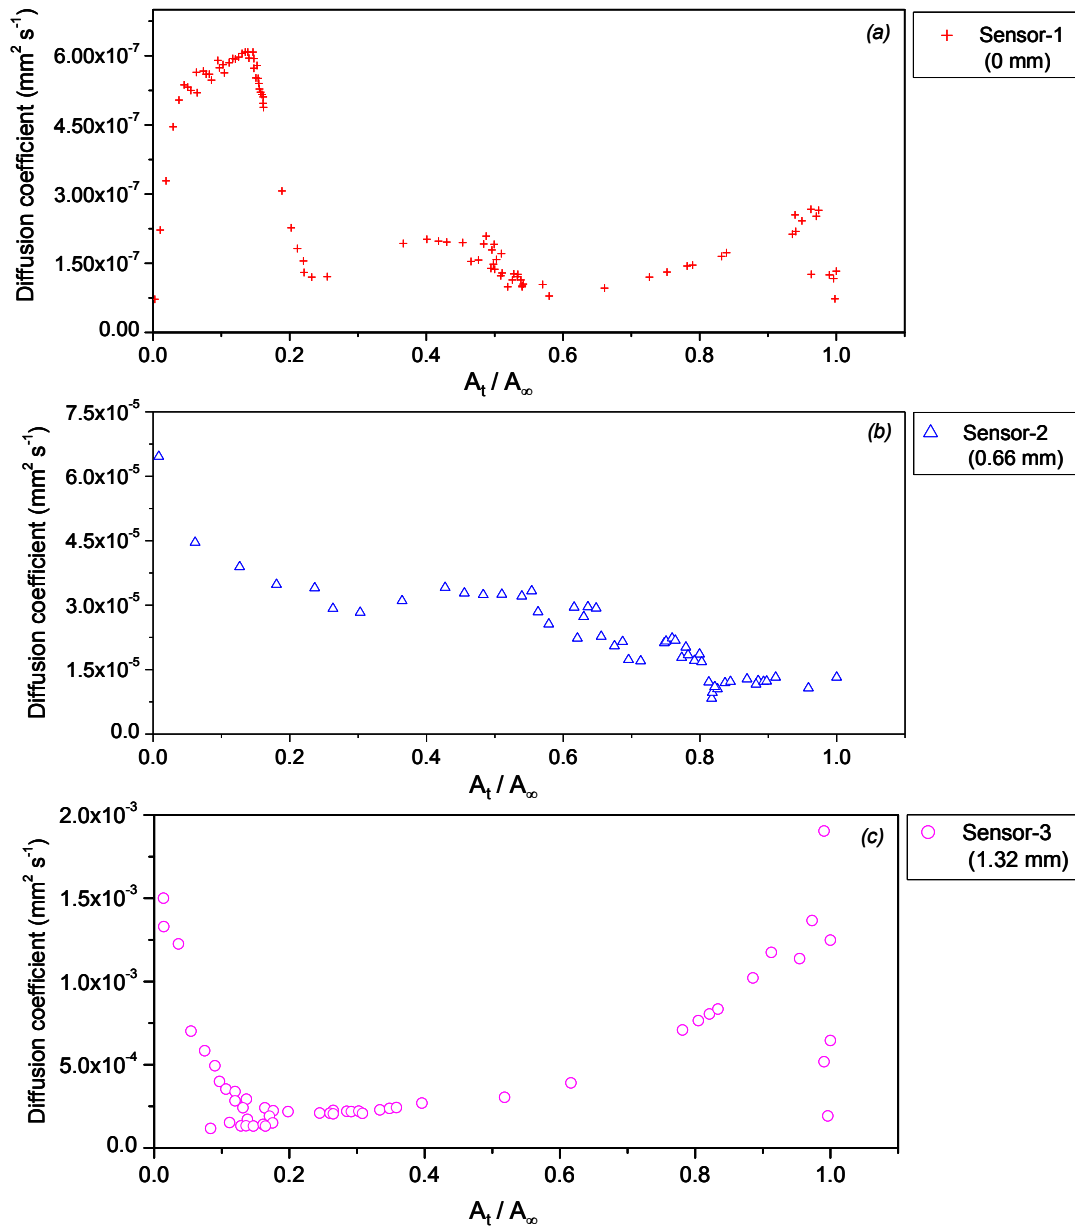 (a)
Sensor-1
(0 mm)
6.00x10⁻⁷
4.50x10⁻⁷
3.00x10⁻⁷
1.50x10⁻⁷
0.00
Diffusion coefficient (mm² s⁻¹)
0.0 0.2 0.4 0.6 0.8 1.0
Aₜ / A∞
(b)
Sensor-2
(0.66 mm)
7.5x10⁻⁵
6.0x10⁻⁵
4.5x10⁻⁵
3.0x10⁻⁵
1.5x10⁻⁵
0.0
Diffusion coefficient (mm² s⁻¹)
0.0 0.2 0.4 0.6 0.8 1.0
Aₜ / A∞
(c)
Sensor-3
(1.32 mm)
2.0x10⁻³
1.5x10⁻³
1.0x10⁻³
5.0x10⁻⁴
0.0
Diffusion coefficient (mm² s⁻¹)
0.0 0.2 0.4 0.6 0.8 1.0
Aₜ / A∞